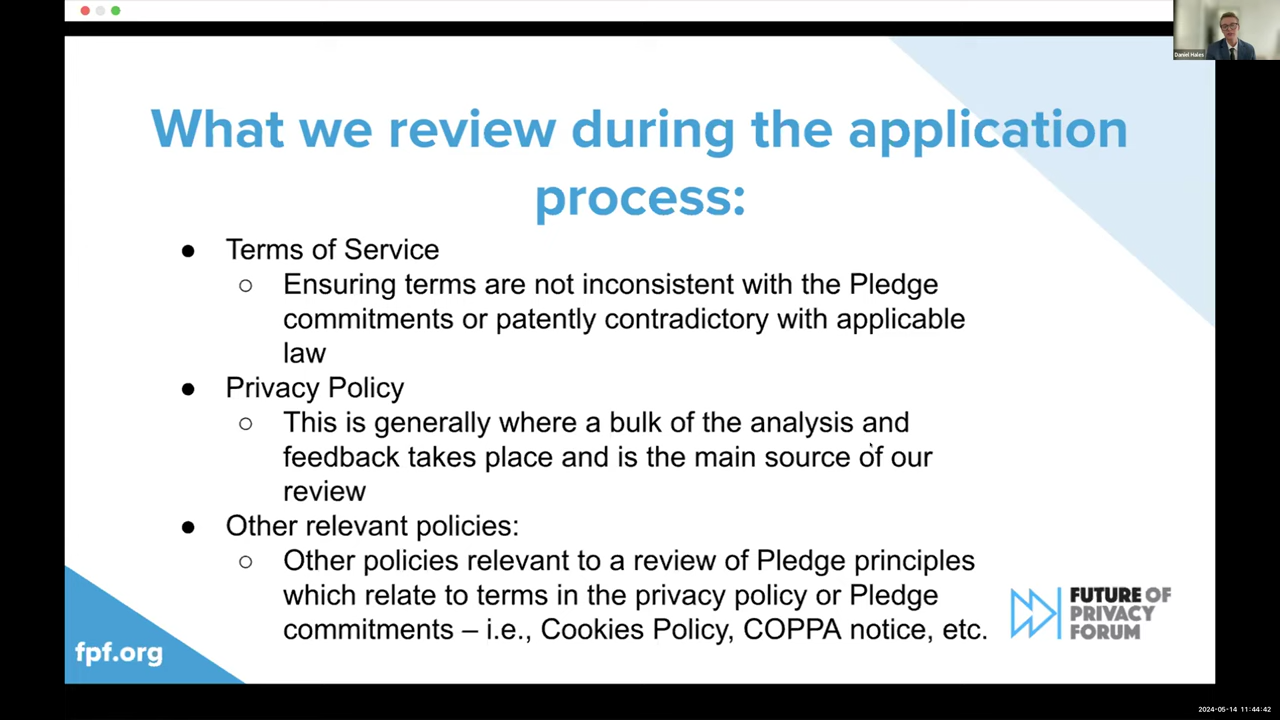 Daniel Hales
What we review during the application
process:
● Terms of Service
○ Ensuring terms are not inconsistent with the Pledge
commitments or patently contradictory with applicable
law
● Privacy Policy
○ This is generally where a bulk of the analysis and
feedback takes place and is the main source of our
review
● Other relevant policies:
○ Other policies relevant to a review of Pledge principles
which relate to terms in the privacy policy or Pledge
commitments – i.e., Cookies Policy, COPPA notice, etc.
FUTURE OF
PRIVACY
FORUM
fpf.org
2024-05-14 11:44:42